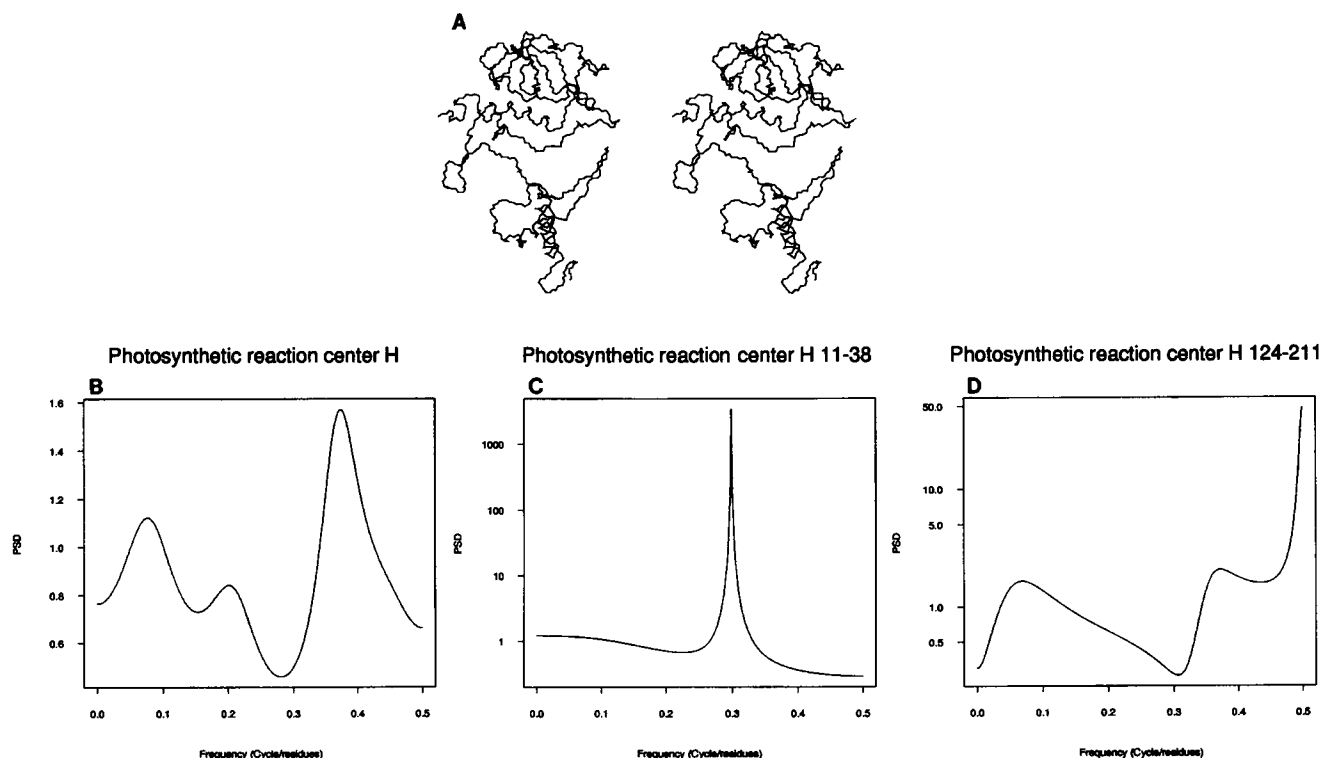 A
Photosynthetic reaction center H
B
PSD
1.6
1.4
1.2
1.0
0.8
0.6
0.0 0.1 0.2 0.3 0.4 0.5
Frequency (Cycle/residues)
Photosynthetic reaction center H 11-38
C
PSD
1000
100
10
1
0.0 0.1 0.2 0.3 0.4 0.5
Frequency (Cycle/residues)
Photosynthetic reaction center H 124-211
D
PSD
50.0
10.0
5.0
1.0
0.5
0.0 0.1 0.2 0.3 0.4 0.5
Frequency (Cycle/residues)